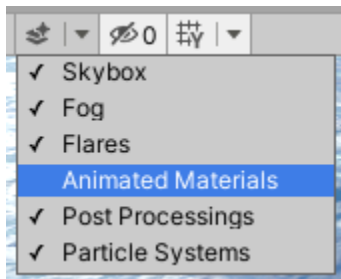 0
Skybox
Fog
Flares
Animated Materials
Post Processings
Particle Systems